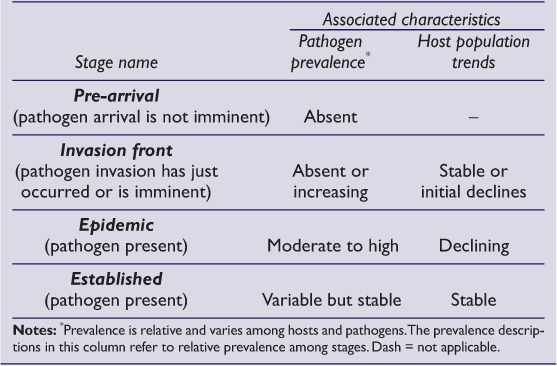 Associated characteristics
Pathogen Host population
Stage name prevalence* trends
Pre-arrival
(pathogen arrival is not imminent) Absent –
Invasion front
(pathogen invasion has just Absent or Stable or
occurred or is imminent) increasing initial declines
Epidemic
(pathogen present) Moderate to high Declining
Established
(pathogen present) Variable but stable Stable
Notes: *Prevalence is relative and varies among hosts and pathogens. The prevalence descrip-
tions in this column refer to relative prevalence among stages. Dash = not applicable.